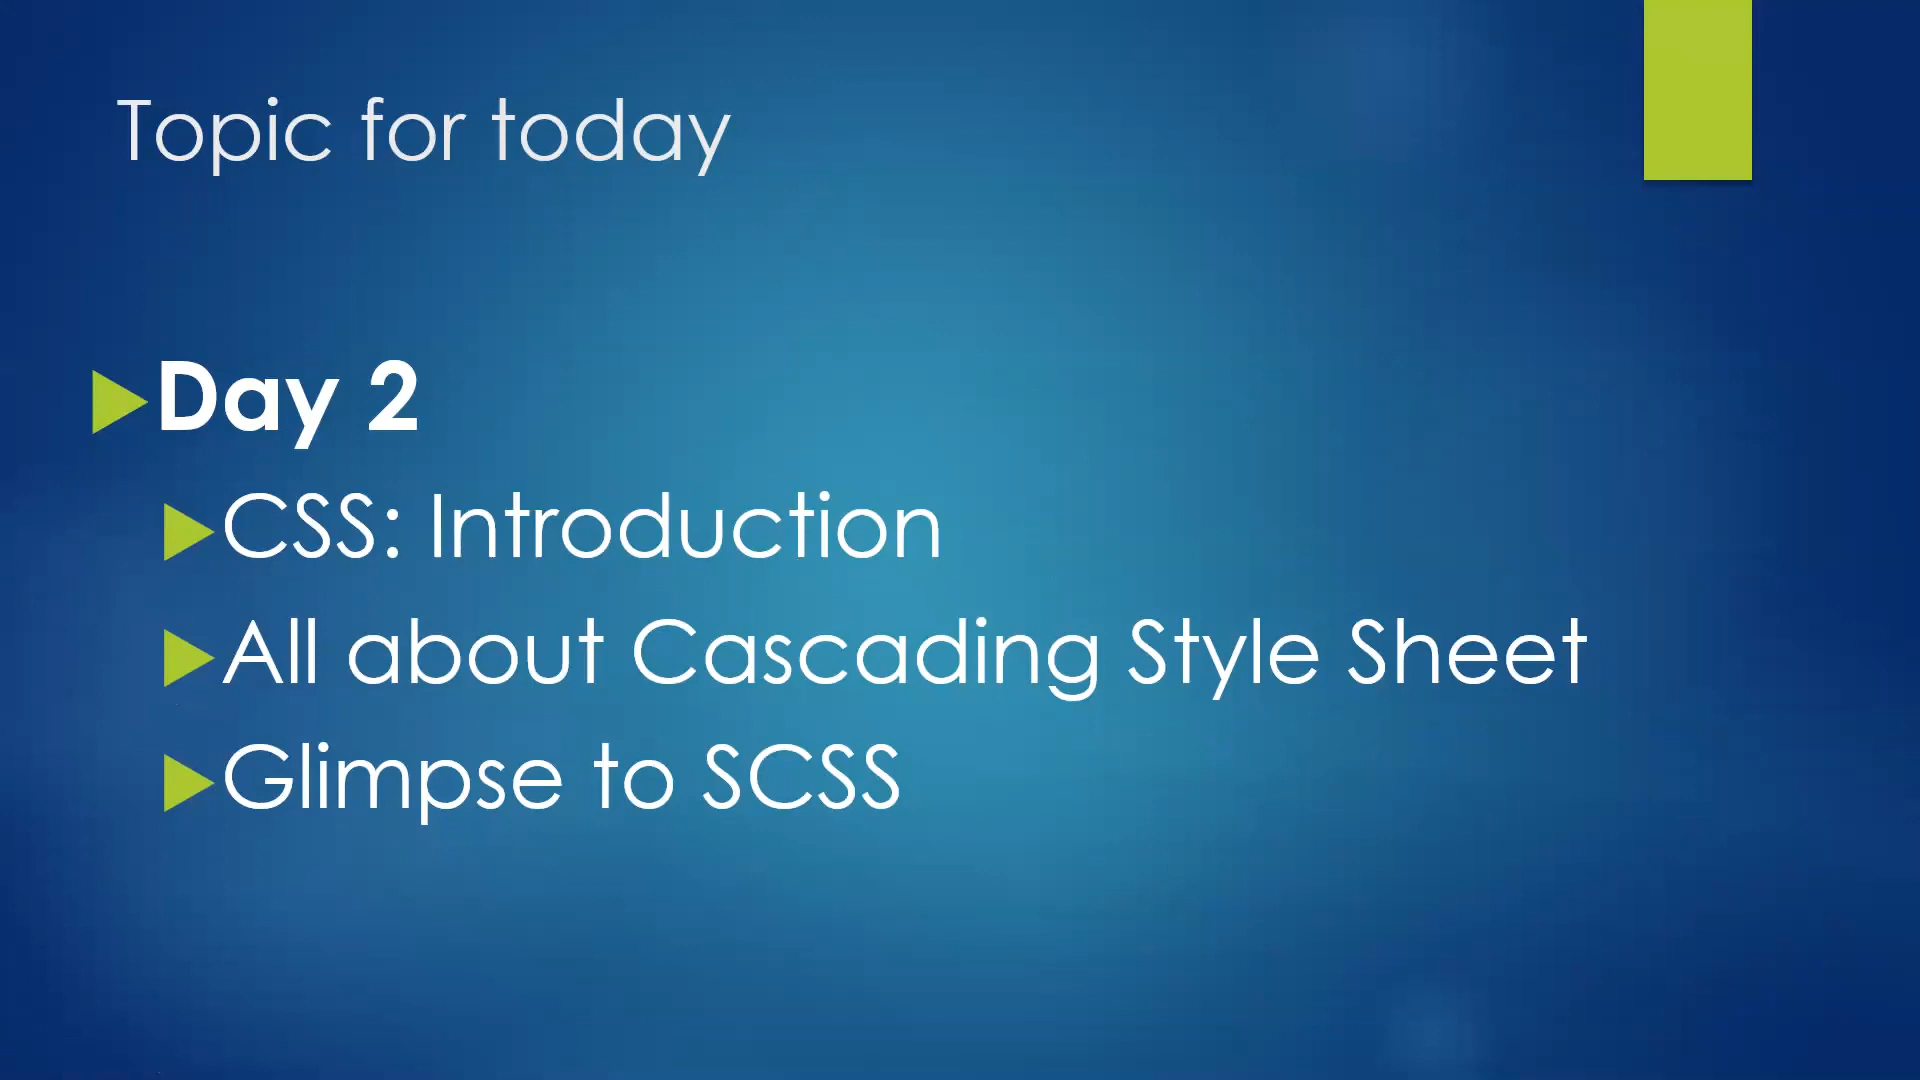 Topic for today
Day 2
CSS: Introduction
All about Cascading Style Sheet
Glimpse to SCSS